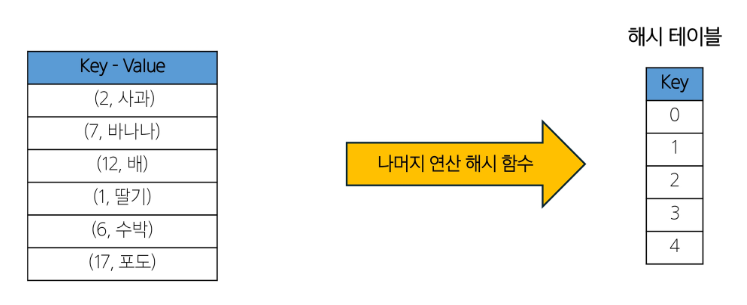 해시 테이블
Key - Value
(2, 사과)
(7, 바나나)
(12, 배)
(1, 딸기)
(6, 수박)
(17, 포도)
나머지 연산 해시 함수
Key
0
1
2
3
4